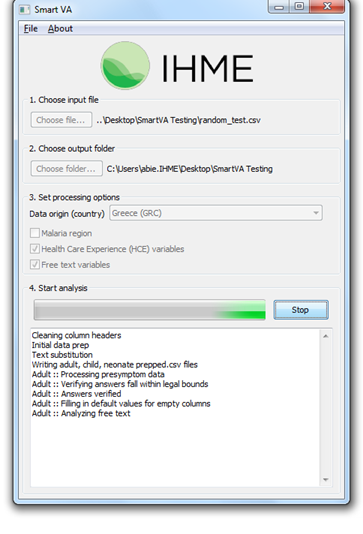 Smart VA
File About
IHME
1. Choose input file
Choose file... ..\Desktop\SmartVA Testing\random_test.csv
2. Choose output folder
Choose folder... C:\Users\abie.IHME\Desktop\SmartVA Testing
3. Set processing options
Data origin (country) Greece (GRC)
Malaria region
Health Care Experience (HCE) variables
Free text variables
4. Start analysis
Stop
Cleaning column headers
Initial data prep
Text substitution
Writing adult, child, neonate prepped.csv files
Adult :: Processing presymptom data
Adult :: Verifying answers fall within legal bounds
Adult :: Answers verified
Adult :: Filling in default values for empty columns
Adult :: Analyzing free text